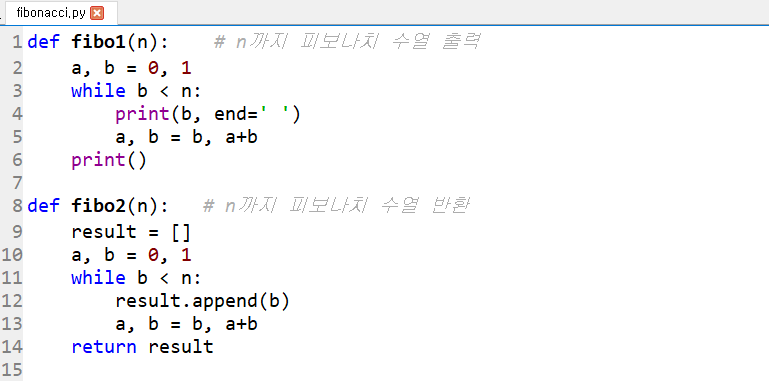 fibonacci.py
1 def fibo1(n):    # n까지 피보나치 수열 출력
2     a, b = 0, 1
3     while b < n:
4         print(b, end=' ')
5         a, b = b, a+b
6     print()
7
8 def fibo2(n):   # n까지 피보나치 수열 반환
9     result = []
10     a, b = 0, 1
11     while b < n:
12         result.append(b)
13         a, b = b, a+b
14     return result
15